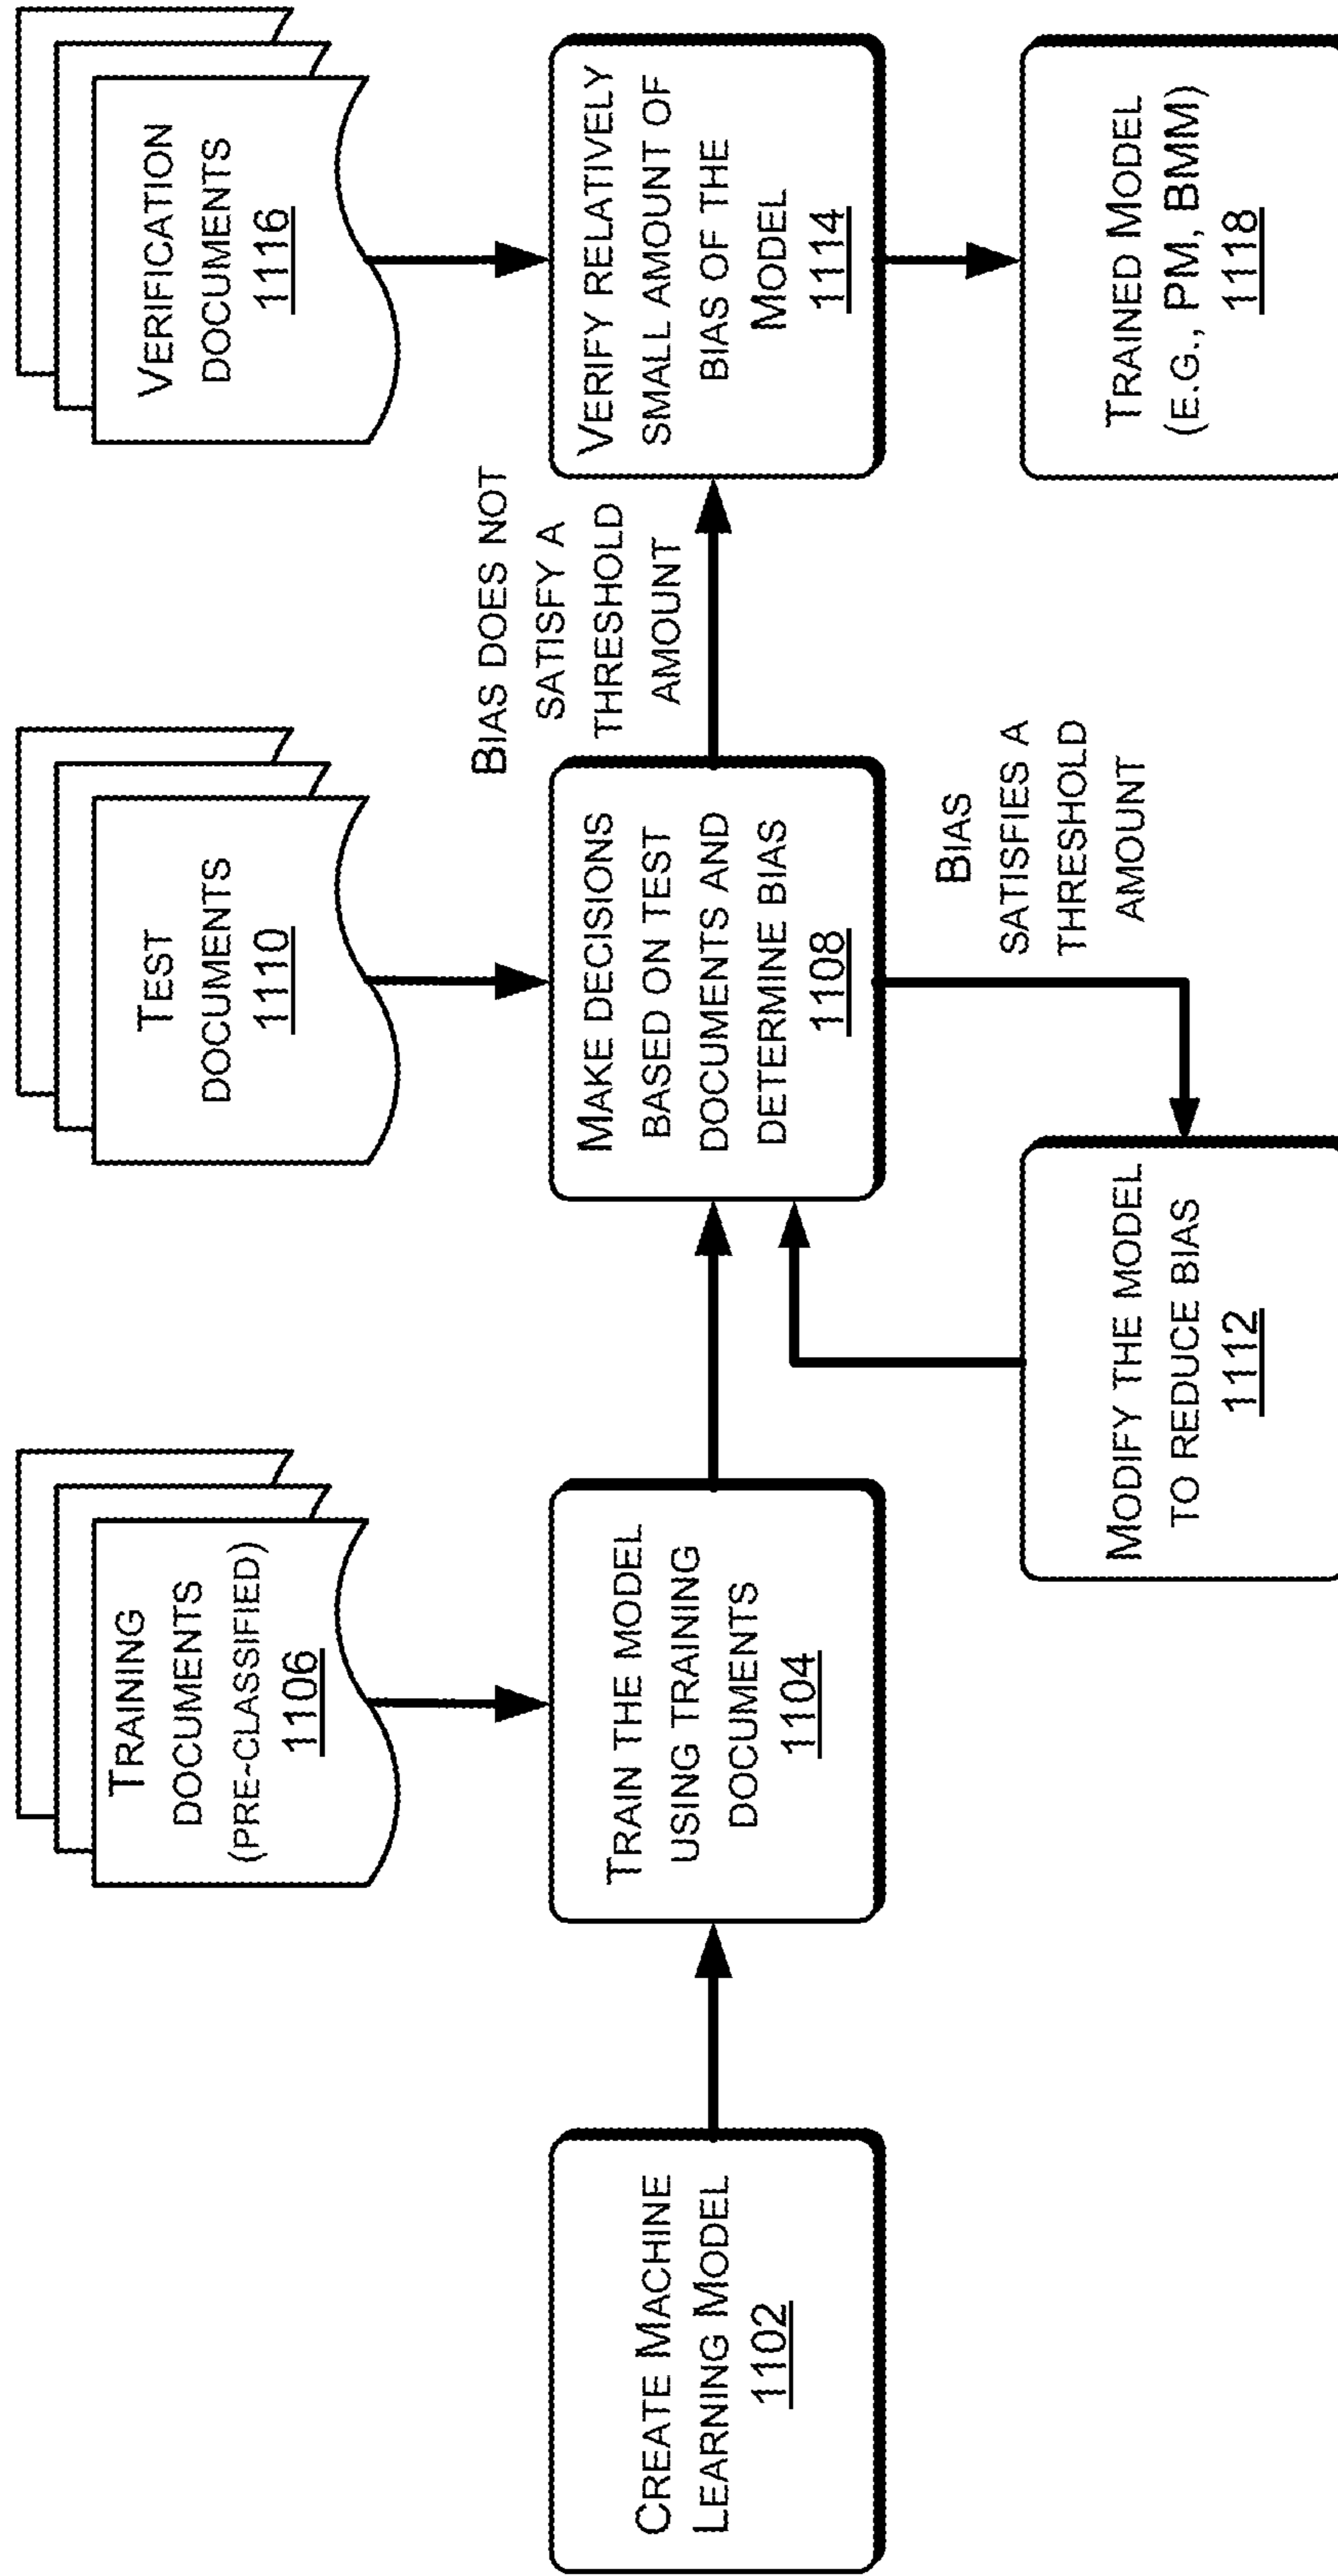 TRAINING
DOCUMENTS
(PRE-CLASSIFIED)
1106
TEST
DOCUMENTS
1110
VERIFICATION
DOCUMENTS
1116
CREATE MACHINE
LEARNING MODEL
1102
TRAIN THE MODEL
USING TRAINING
DOCUMENTS
1104
MAKE DECISIONS
BASED ON TEST
DOCUMENTS AND
DETERMINE BIAS
1108
BIAS DOES NOT
SATISFY A
THRESHOLD
AMOUNT
VERIFY RELATIVELY
SMALL AMOUNT OF
BIAS OF THE
MODEL
1114
BIAS
SATISFIES A
THRESHOLD
AMOUNT
MODIFY THE MODEL
TO REDUCE BIAS
1112
TRAINED MODEL
(E.G., PM, BMM)
1118